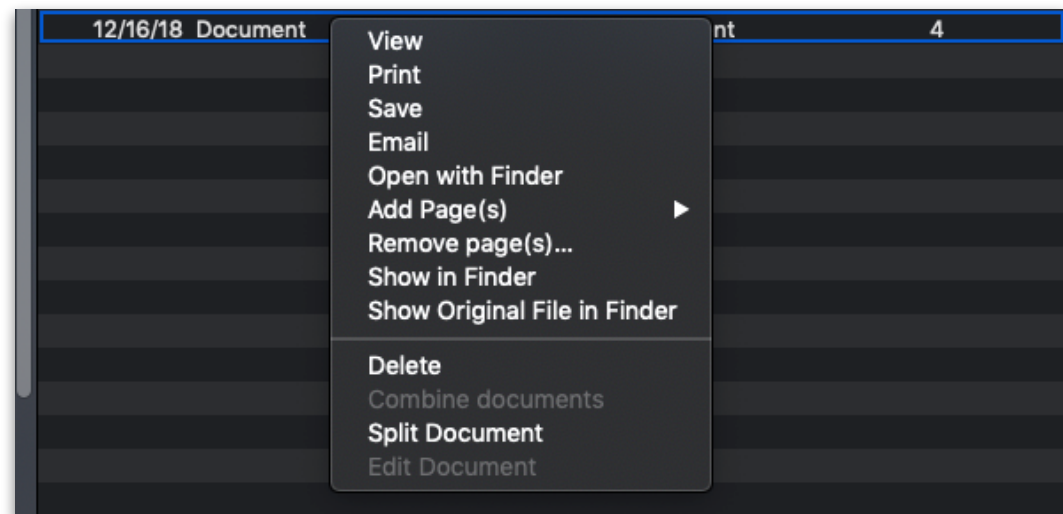 12/16/18 Document nt 4
View
Print
Save
Email
Open with Finder
Add Page(s)
Remove page(s)...
Show in Finder
Show Original File in Finder
Delete
Combine documents
Split Document
Edit Document